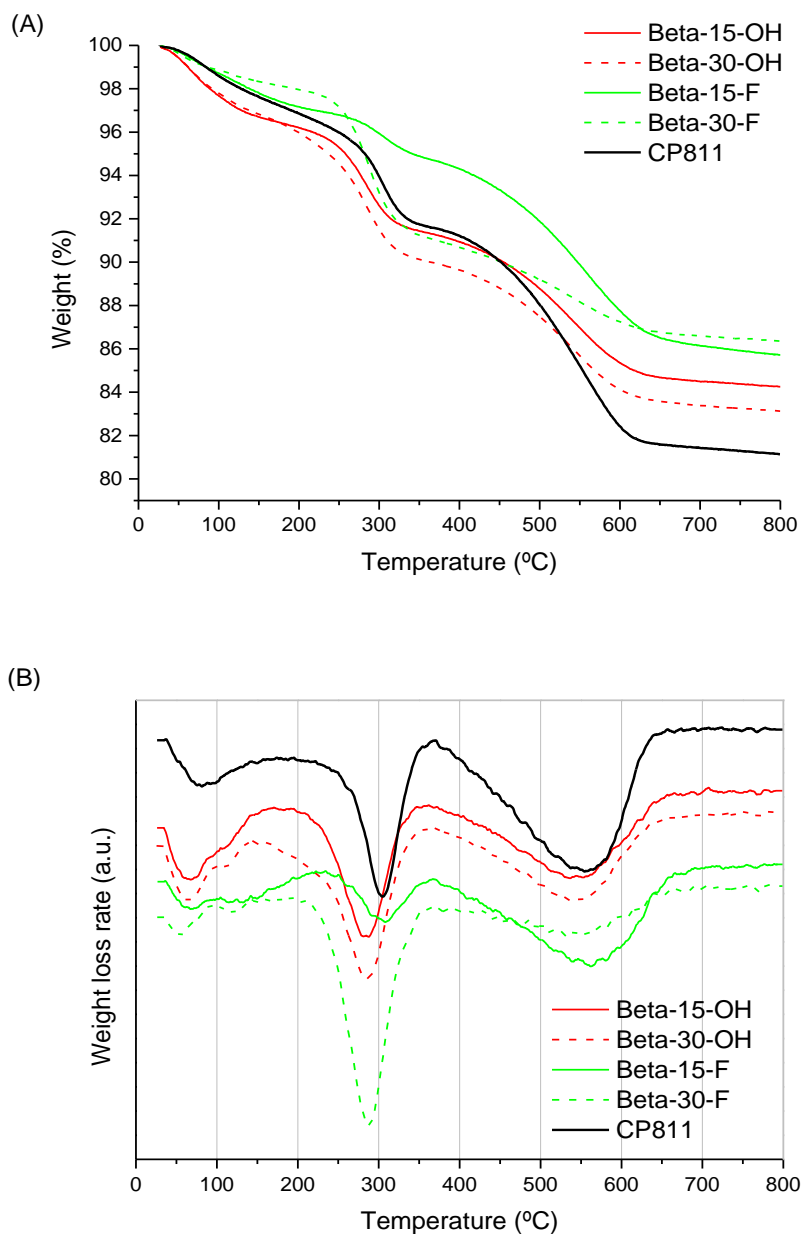 (A)
Beta-15-OH
Beta-30-OH
Beta-15-F
Beta-30-F
CP811
100
98
96
94
92
90
88
86
84
82
80
Weight (%)
0 100 200 300 400 500 600 700 800
Temperature (ºC)
(B)
Weight loss rate (a.u.)
Beta-15-OH
Beta-30-OH
Beta-15-F
Beta-30-F
CP811
0 100 200 300 400 500 600 700 800
Temperature (ºC)